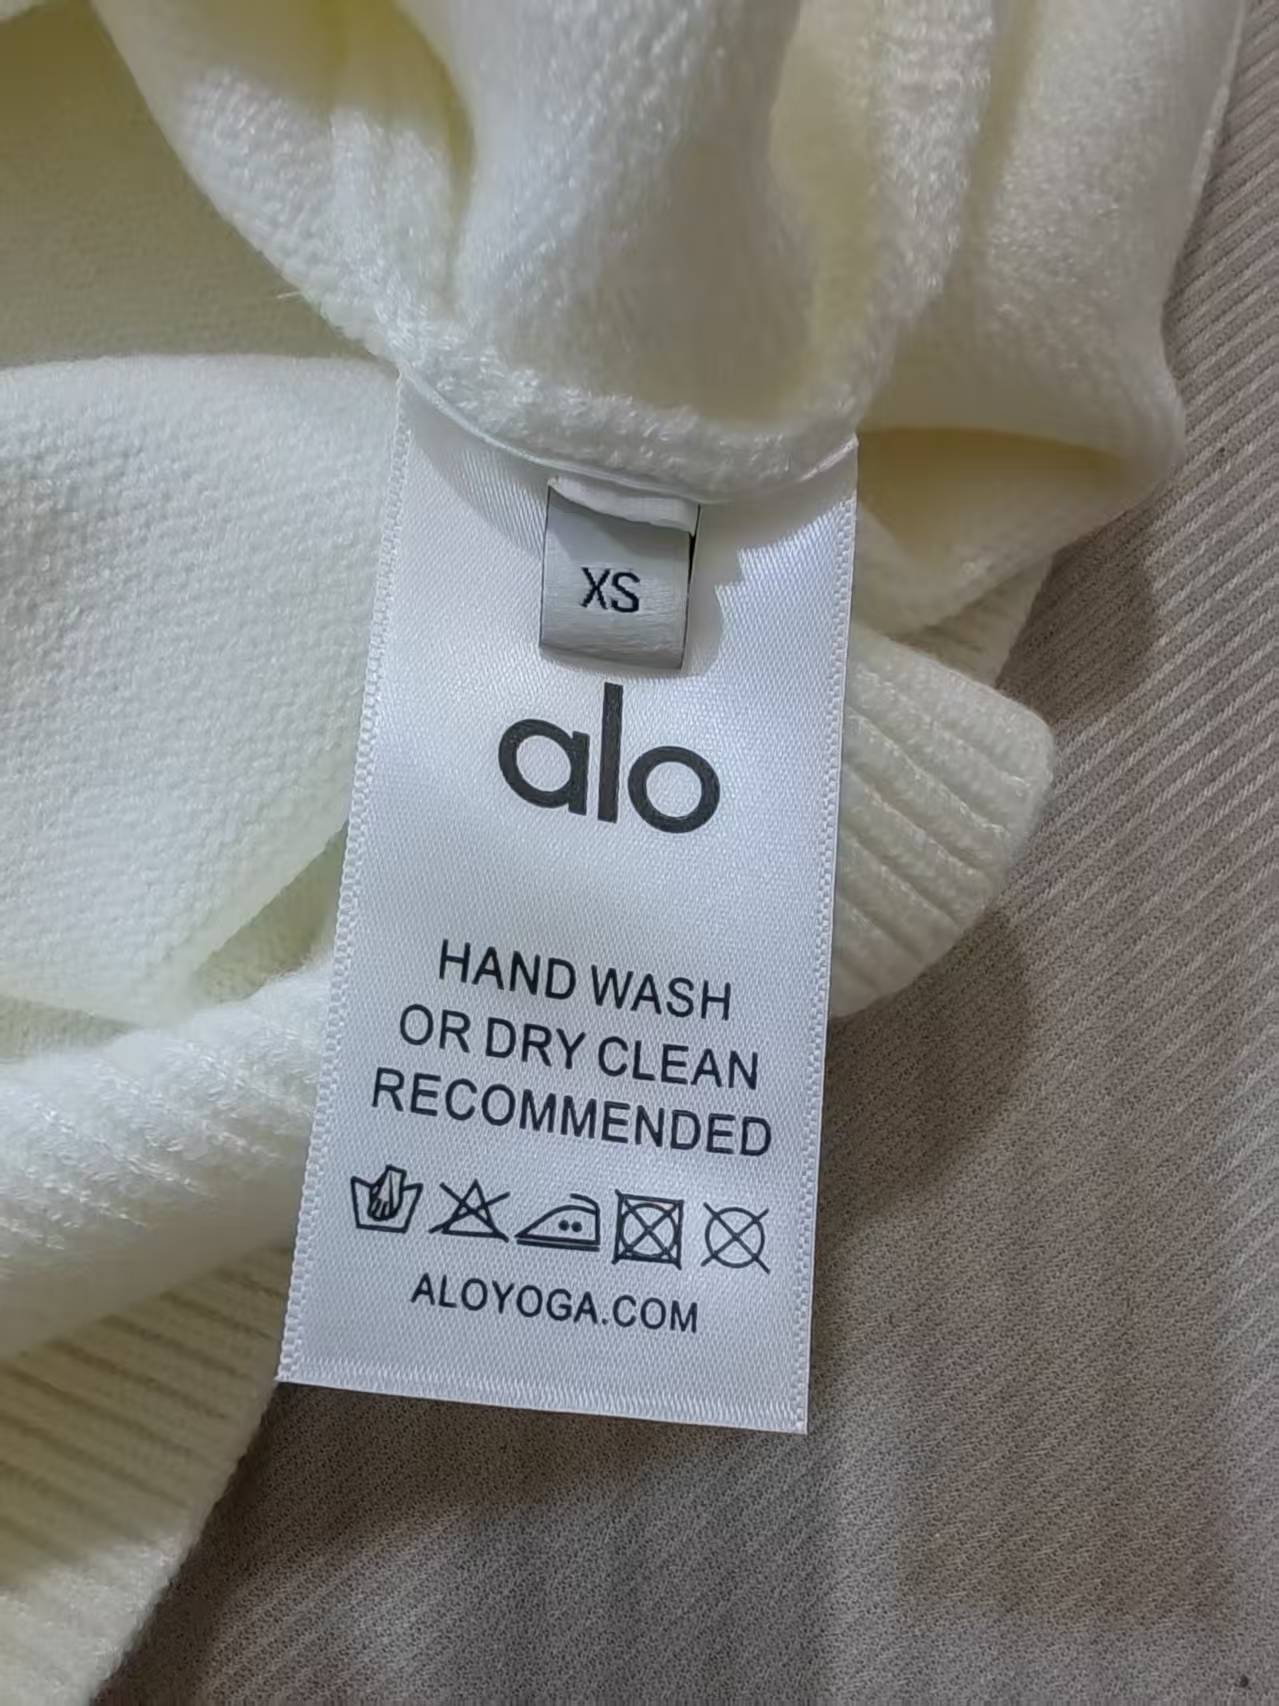 XS
alo
HAND WASH
OR DRY CLEAN
RECOMMENDED
ALOYOGA.COM